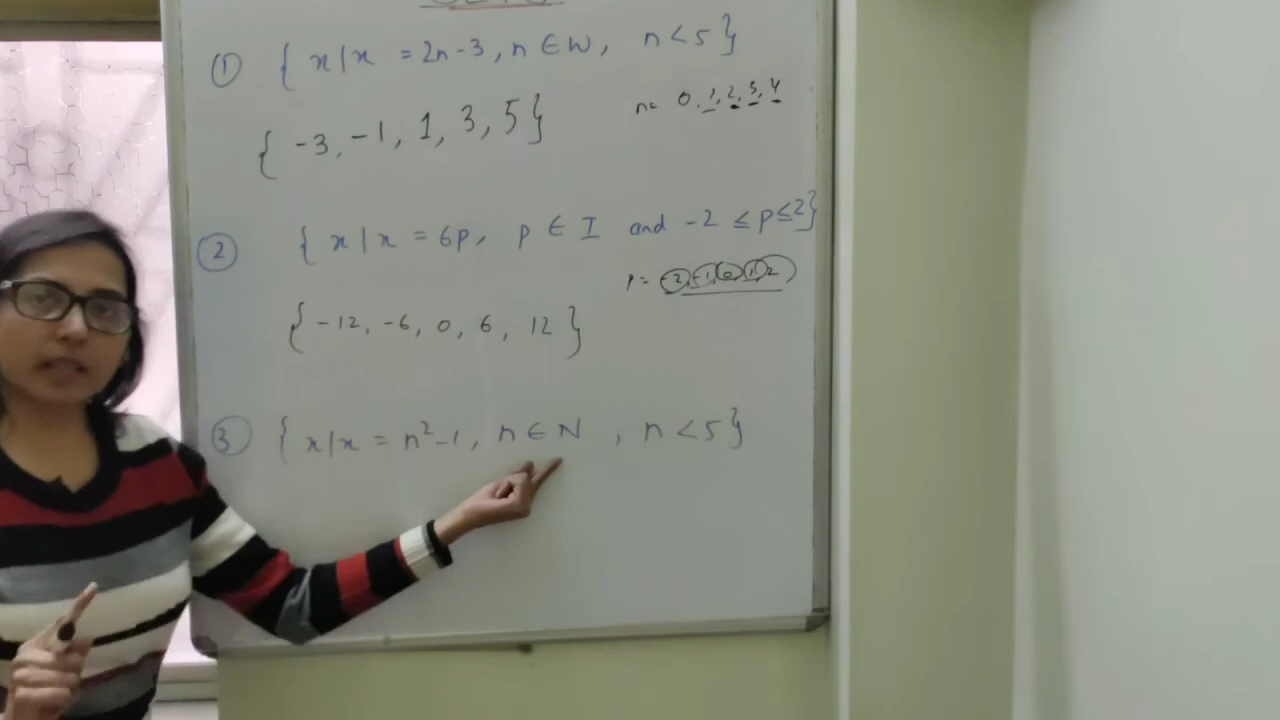 ① { x/x = 2n-3, n ∈ W, n < 5 }
n= 0, 1, 2, 3, 4
{ -3, -1, 1, 3, 5 }
② { x | x = 6p, p ∈ I and -2 ≤ p ≤ 2 }
p = -2, -1, 0, 1, 2
{ -12, -6, 0, 6, 12 }
③ { x/x = n²-1, n ∈ N , n < 5 }